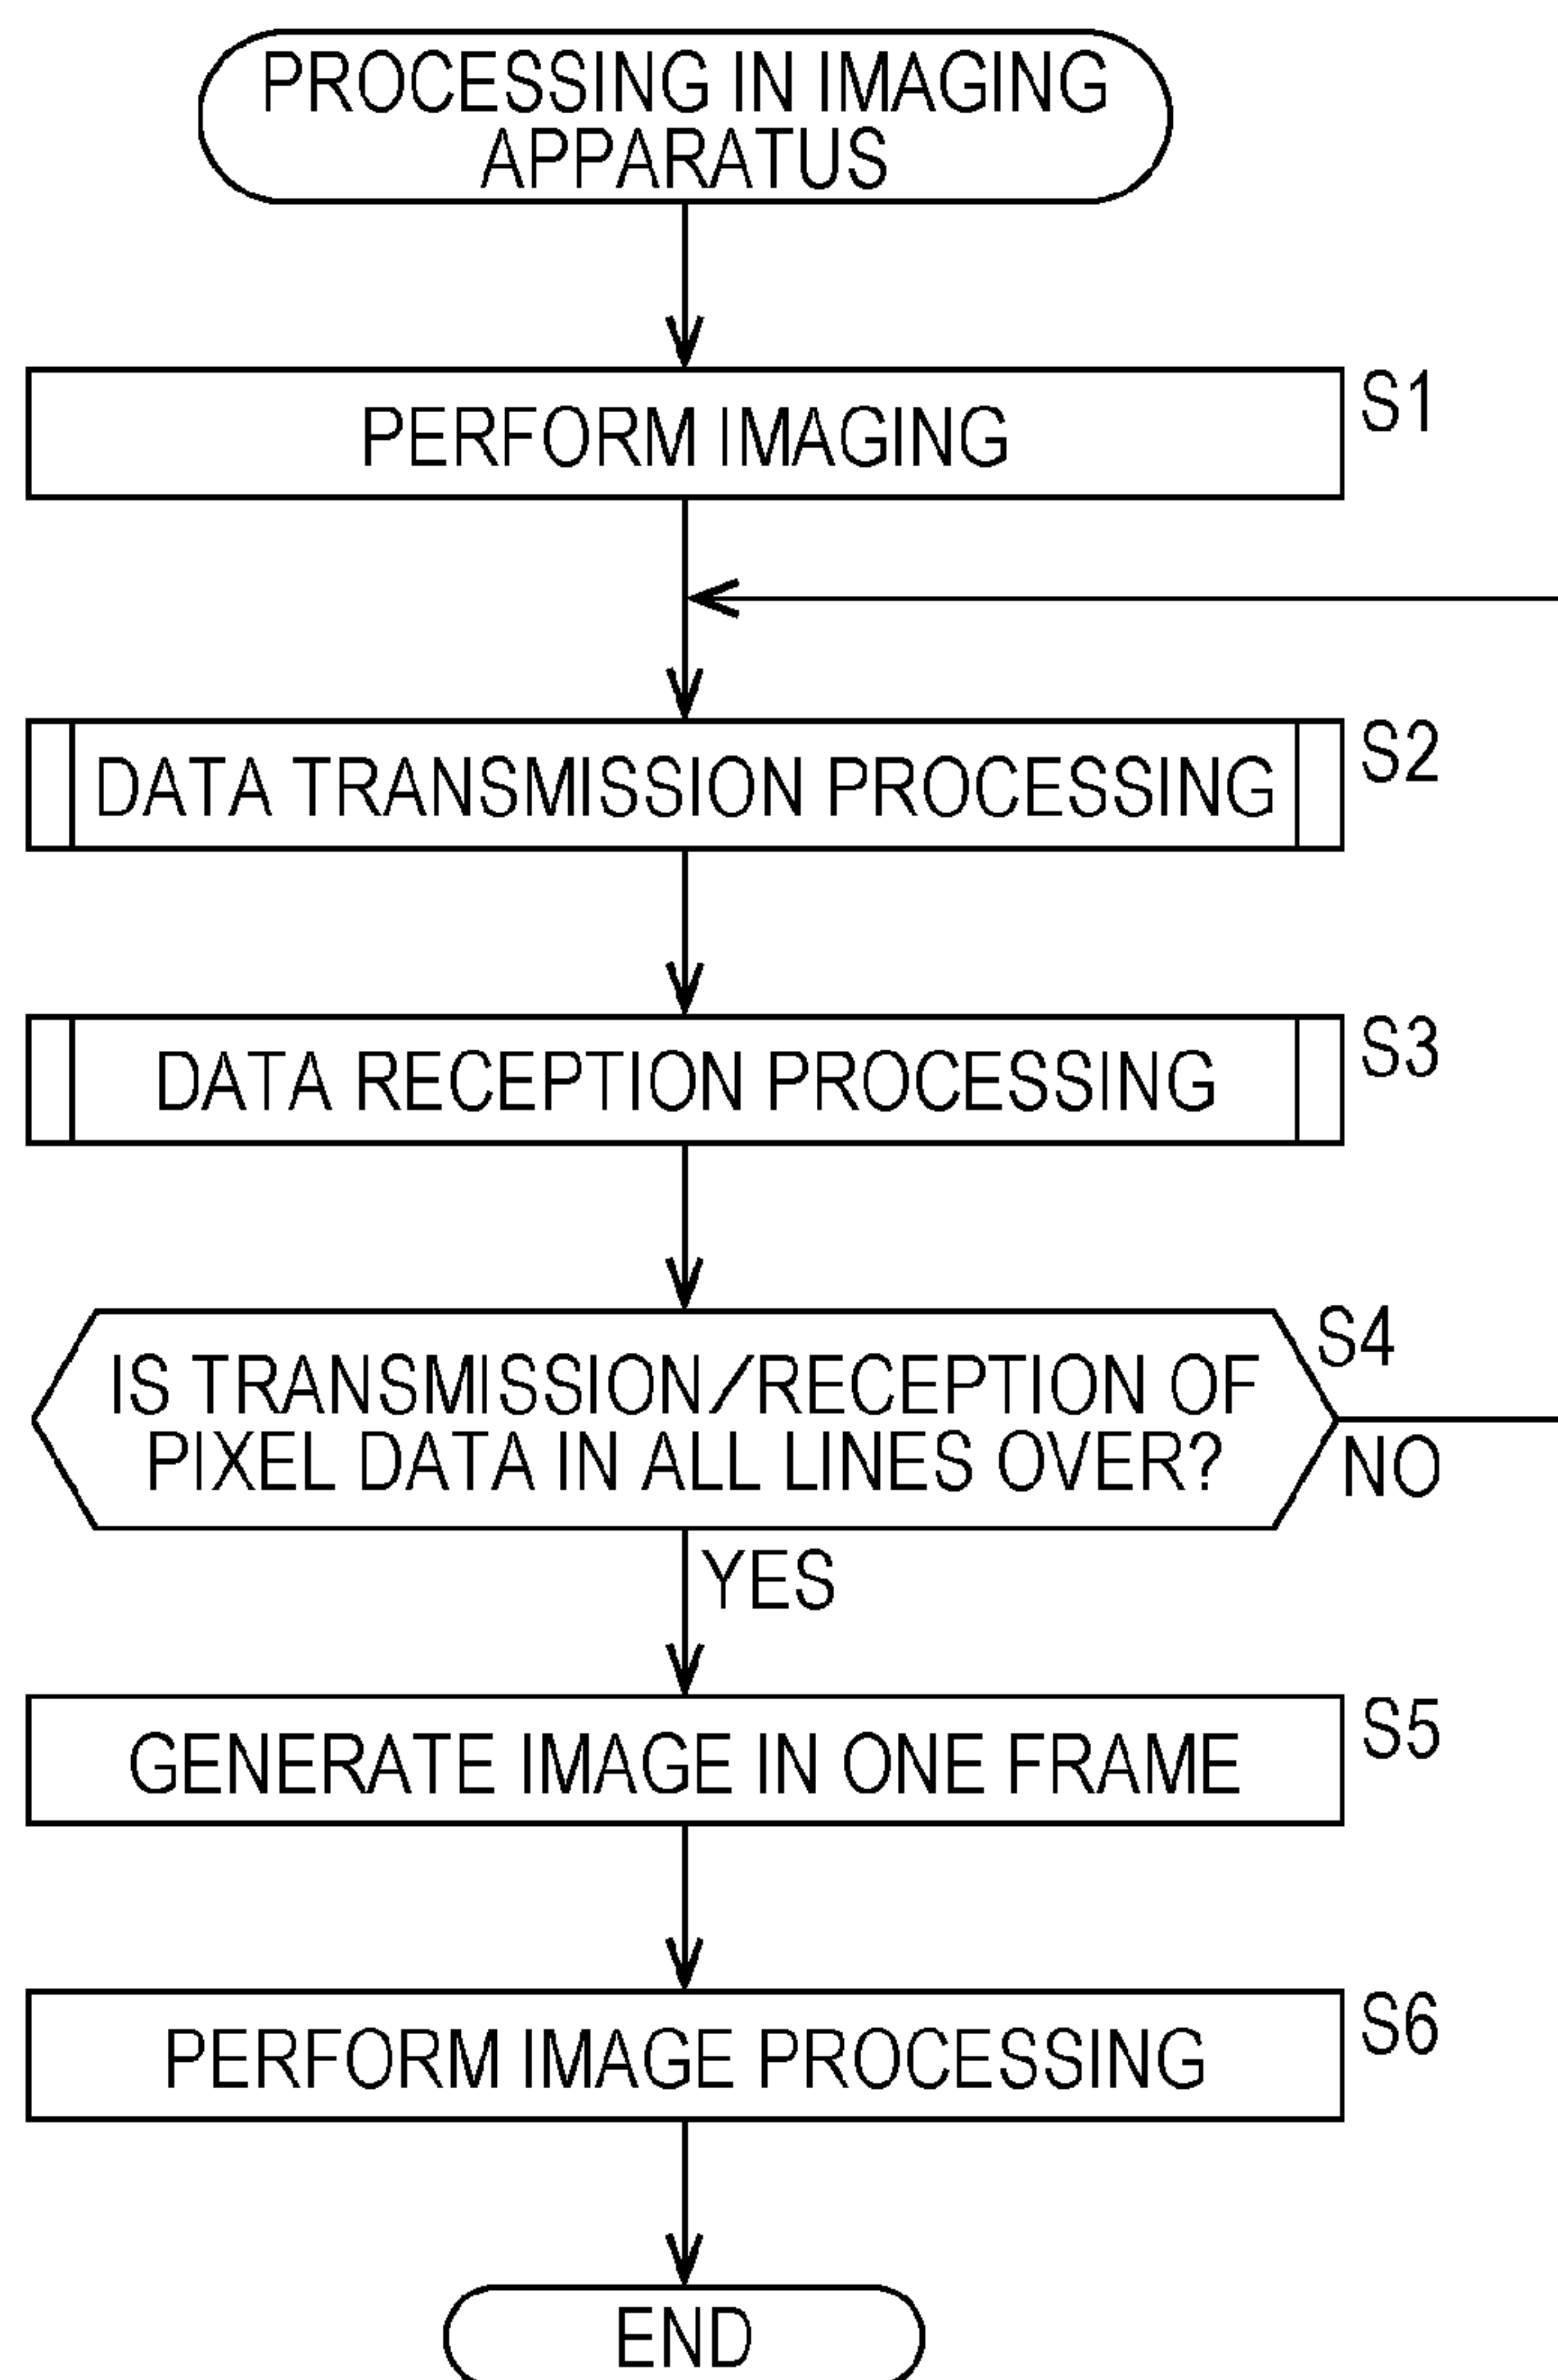 PROCESSING IN IMAGING
APPARATUS
PERFORM IMAGING
S1
DATA TRANSMISSION PROCESSING
S2
DATA RECEPTION PROCESSING
S3
IS TRANSMISSION/RECEPTION OF
PIXEL DATA IN ALL LINES OVER?
S4
NO
YES
GENERATE IMAGE IN ONE FRAME
S5
PERFORM IMAGE PROCESSING
S6
END